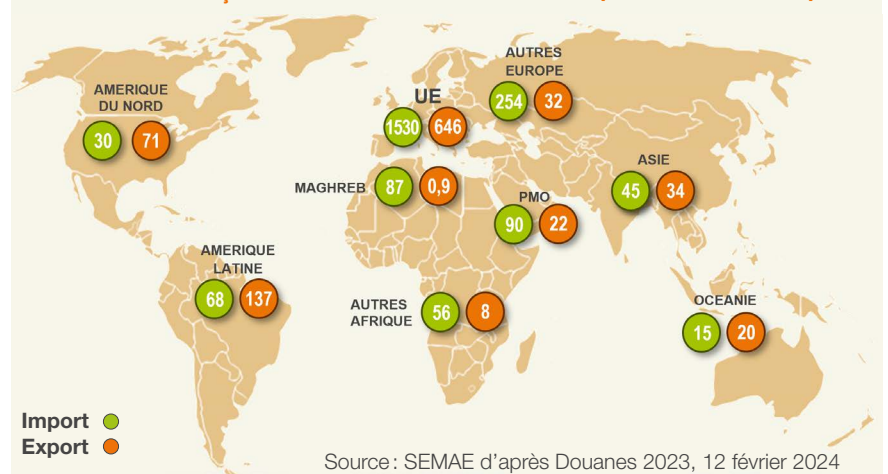 AUTRES
EUROPE
254 32
AMERIQUE
DU NORD
30 71
UE
1530 646
ASIE
45 34
MAGHREB 87 0,9
PMO
90 22
AMERIQUE
LATINE
68 137
AUTRES
AFRIQUE
56 8
OCEANIE
15 20
Import
Export
Source : SEMAE d'après Douanes 2023, 12 février 2024